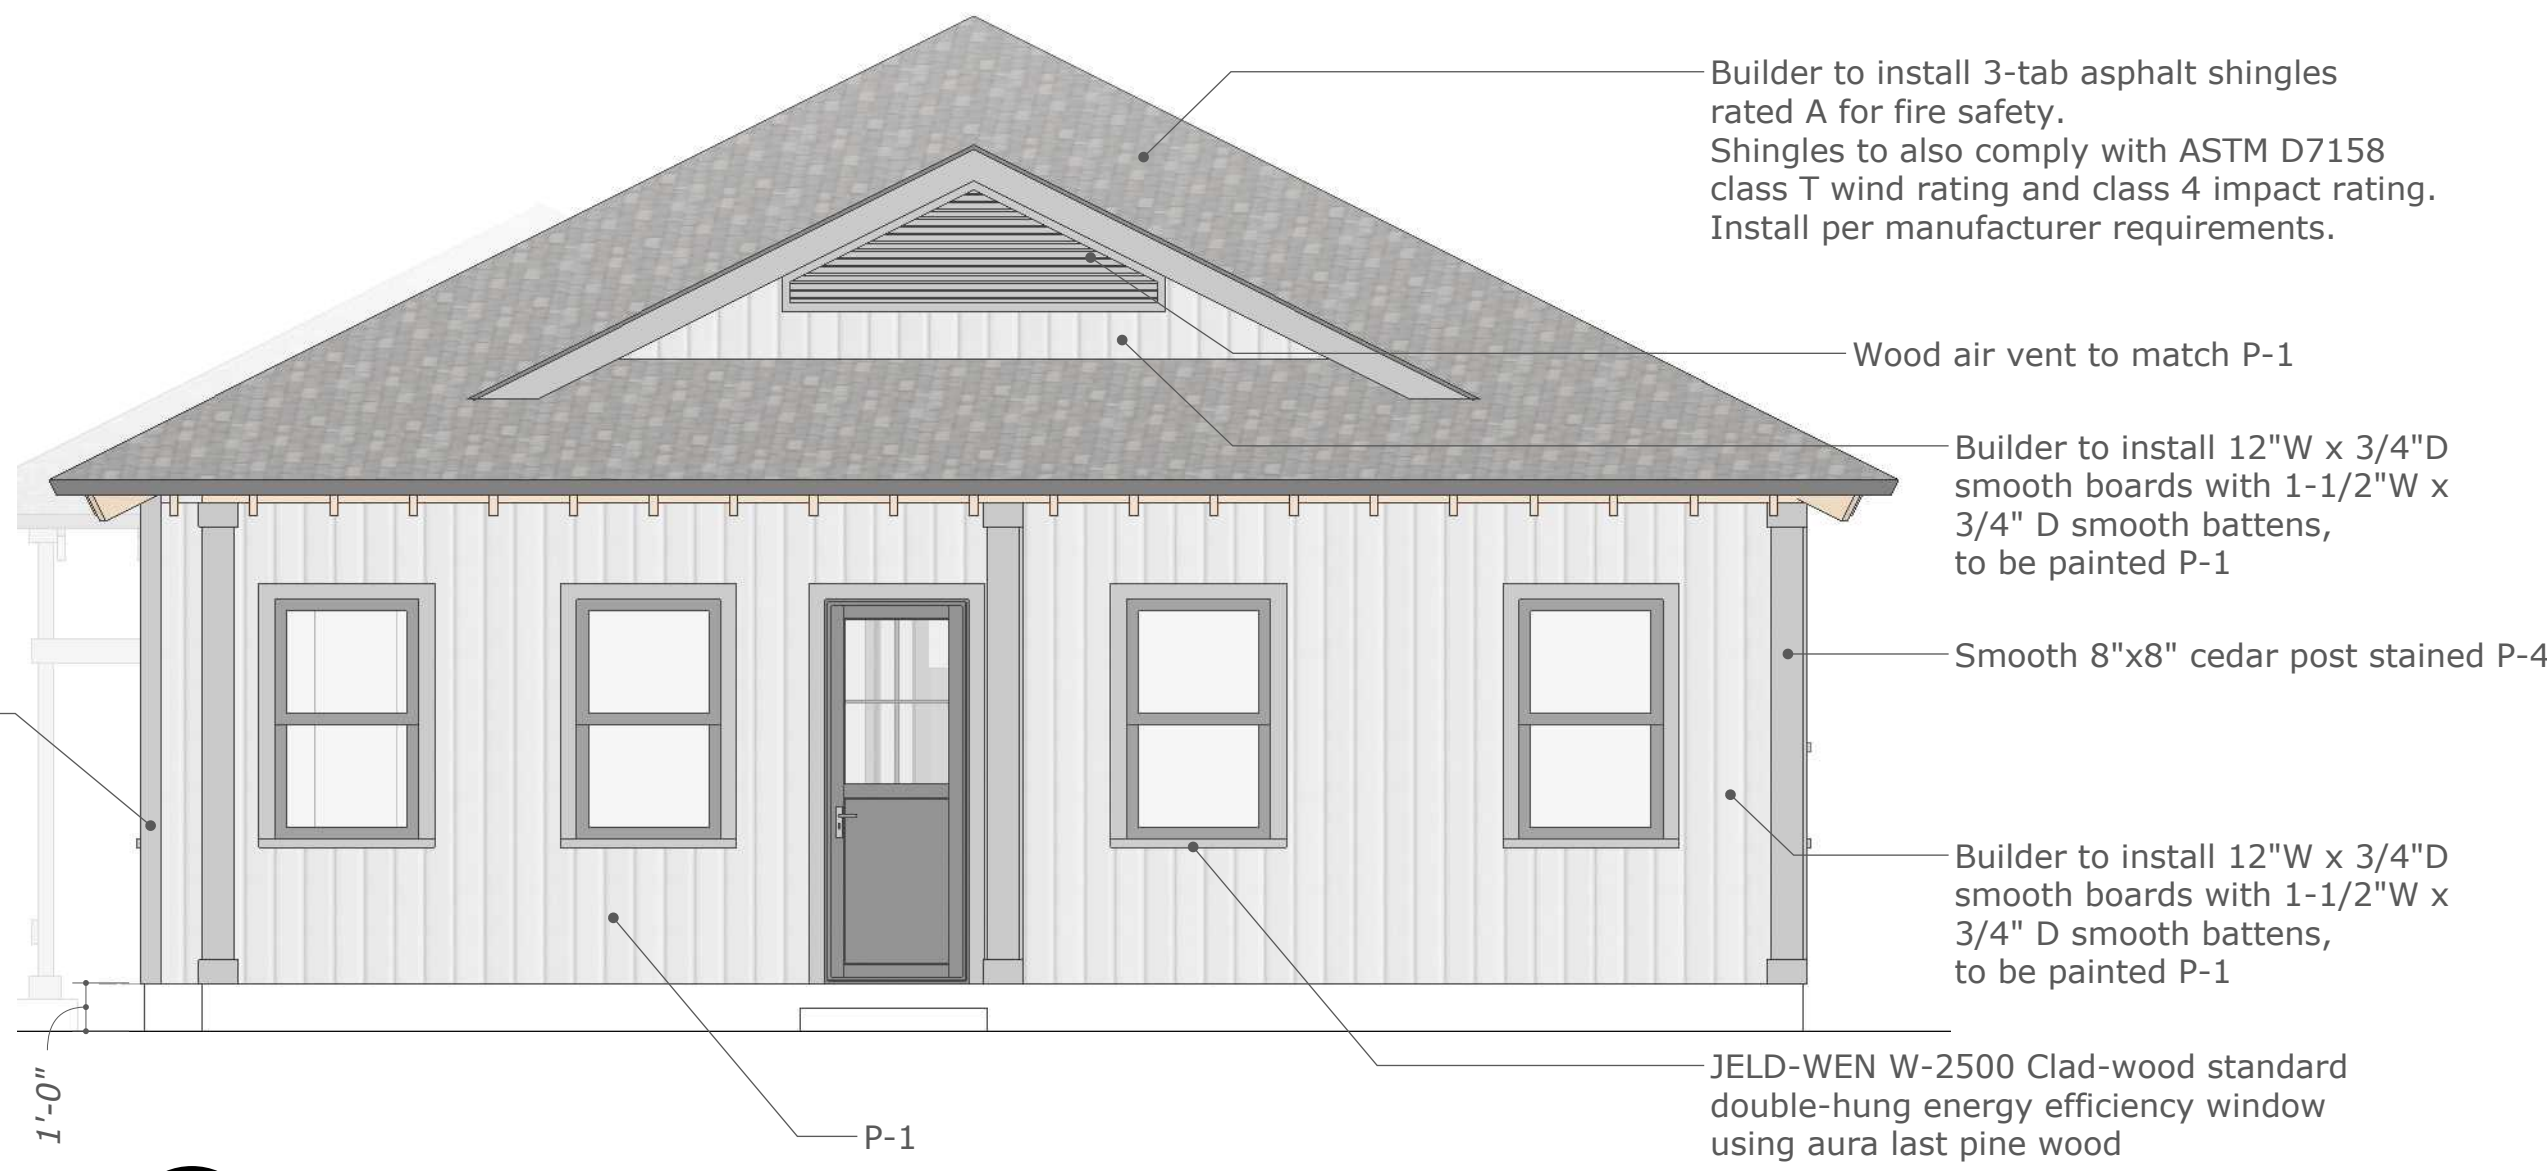 Builder to install 3-tab asphalt shingles
rated A for fire safety.
Shingles to also comply with ASTM D7158
class T wind rating and class 4 impact rating.
Install per manufacturer requirements.
Wood air vent to match P-1
Builder to install 12"W x 3/4"D
smooth boards with 1-1/2"W x
3/4" D smooth battens,
to be painted P-1
Smooth 8"x8" cedar post stained P-4
Builder to install 12"W x 3/4"D
smooth boards with 1-1/2"W x
3/4" D smooth battens,
to be painted P-1
JELD-WEN W-2500 Clad-wood standard
double-hung energy efficiency window
using aura last pine wood
P-1
1'-0"